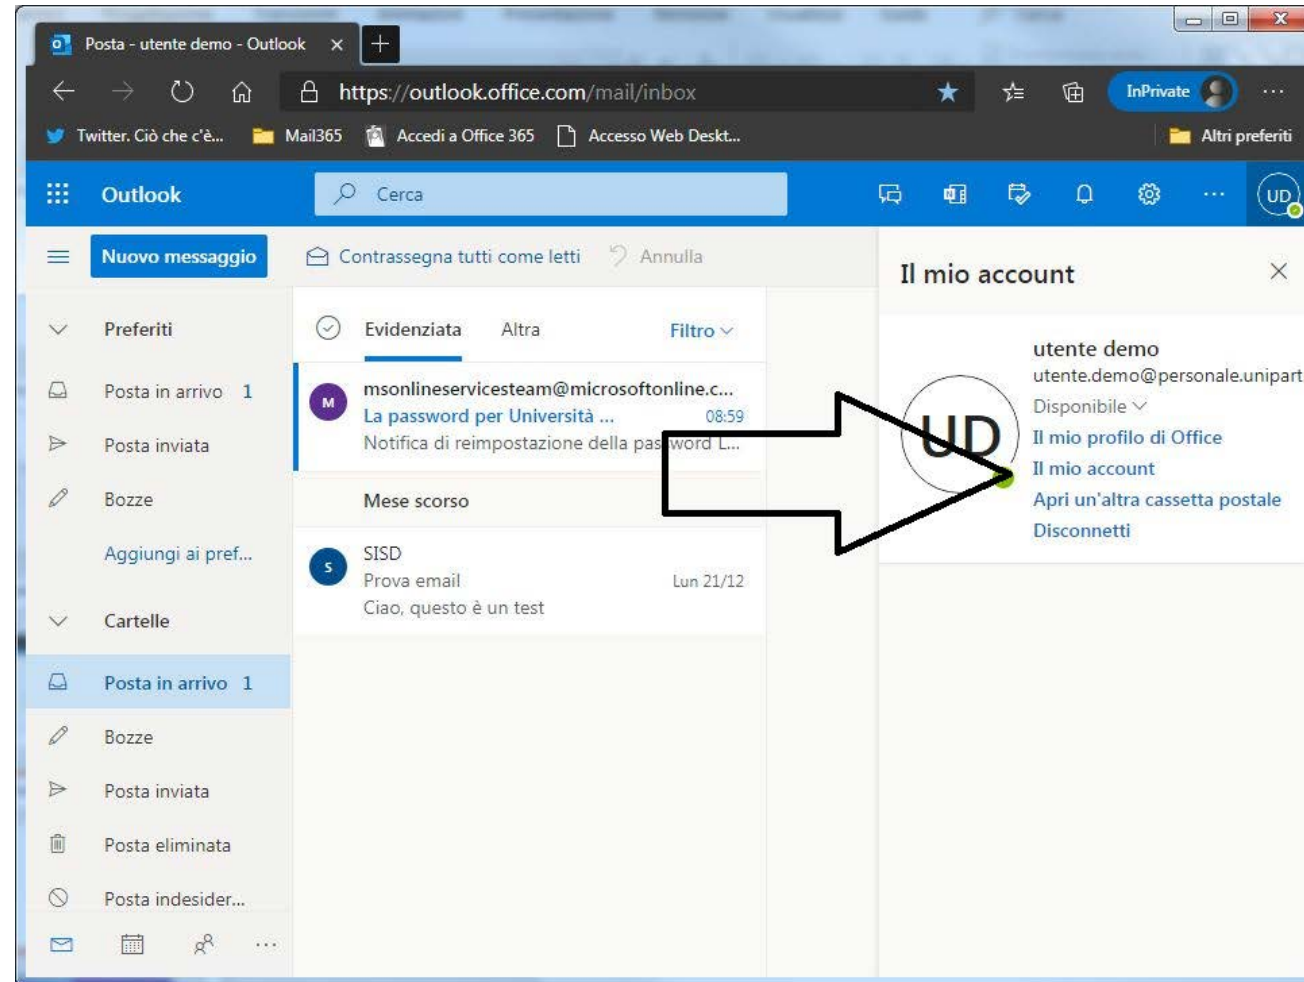 Posta - utente demo - Outlook
https://outlook.office.com/mail/inbox
InPrivate
Twitter. Ciò che c'è...
Mail365
Accedi a Office 365
Accesso Web Deskt...
Altri preferiti
Outlook
Cerca
UD
Nuovo messaggio
Contrassegna tutti come letti
Annulla
Il mio account
Preferiti
Posta in arrivo 1
Posta inviata
Bozze
Aggiungi ai pref...
Cartelle
Posta in arrivo 1
Bozze
Posta inviata
Posta eliminata
Posta indesider...
Evidenziata
Altra
Filtro
M
msonlineservicesteam@microsoftonline.c...
La password per Università ... 08:59
Notifica di reimpostazione della password L...
Mese scorso
S
SISD
Prova email Lun 21/12
Ciao, questo è un test
UD
utente demo
utente.demo@personale.unipart
Disponibile
Il mio profilo di Office
Il mio account
Apri un'altra cassetta postale
Disconnetti